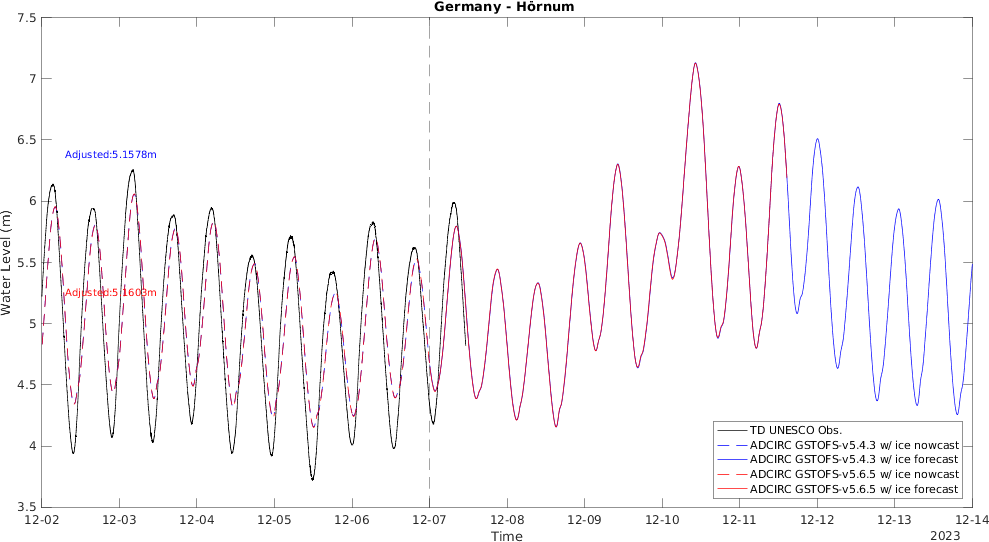 Germany - Hörnum
7.5
7
6.5
6
5.5
5
4.5
4
3.5
Water Level (m)
Adjusted:5.1578m
Adjusted:5.1603m
TD UNESCO Obs.
ADCIRC GSTOFS-v5.4.3 w/ ice nowcast
ADCIRC GSTOFS-v5.4.3 w/ ice forecast
ADCIRC GSTOFS-v5.6.5 w/ ice nowcast
ADCIRC GSTOFS-v5.6.5 w/ ice forecast
12-02 12-03 12-04 12-05 12-06 12-07 12-08 12-09 12-10 12-11 12-12 12-13 12-14
Time
2023